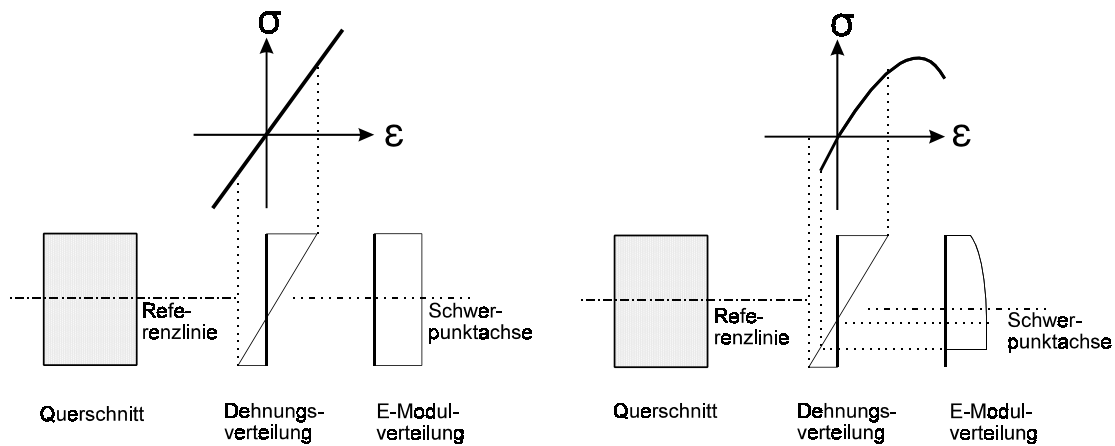 σ
ε
Refe-
renzlinie
Schwer-
punktachse
Querschnitt
Dehnungs-
verteilung
E-Modul-
verteilung
σ
ε
Refe-
renzlinie
Schwer-
punktachse
Querschnitt
Dehnungs-
verteilung
E-Modul-
verteilung